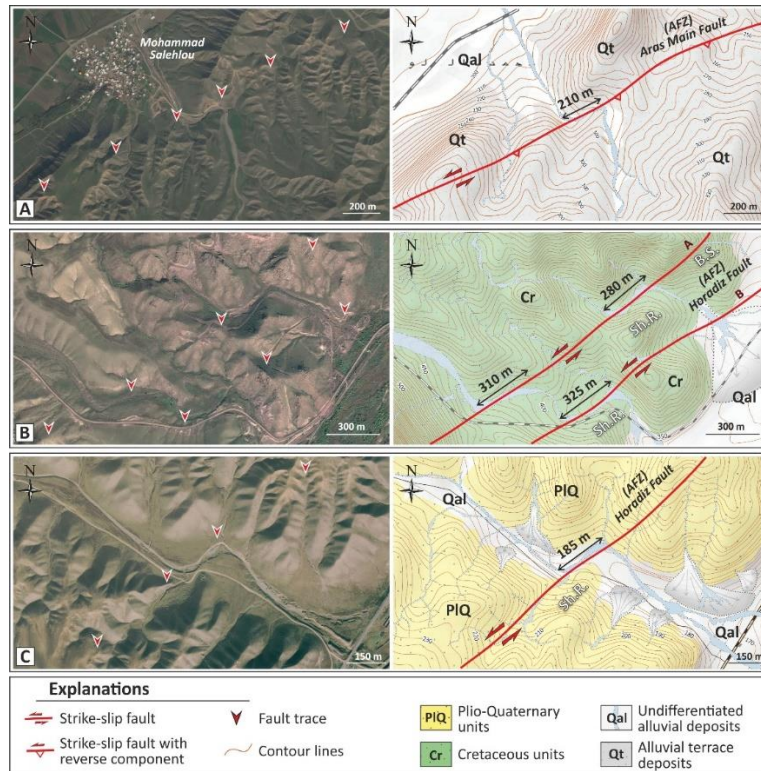 N
Mohammad
Salehlou
A
200 m
N
Qal
Qt
(AFZ)
Aras Main Fault
210 m
Qt
Qt
200 m
N
B
300 m
N
Cr
280 m
A
B.S.
(AFZ)
Horadiz Fault
B
Sh.R.
310 m
325 m
Cr
Sh.R.
Qal
300 m
N
C
150 m
N
Qal
PlQ
(AFZ)
Horadiz Fault
185 m
Sh.R.
PlQ
Qal
150 m
Explanations
Strike-slip fault
Strike-slip fault with
reverse component
Fault trace
Contour lines
PlQ
Plio-Quaternary
units
Cr
Cretaceous units
Qal
Undifferentiated
alluvial deposits
Qt
Alluvial terrace
deposits